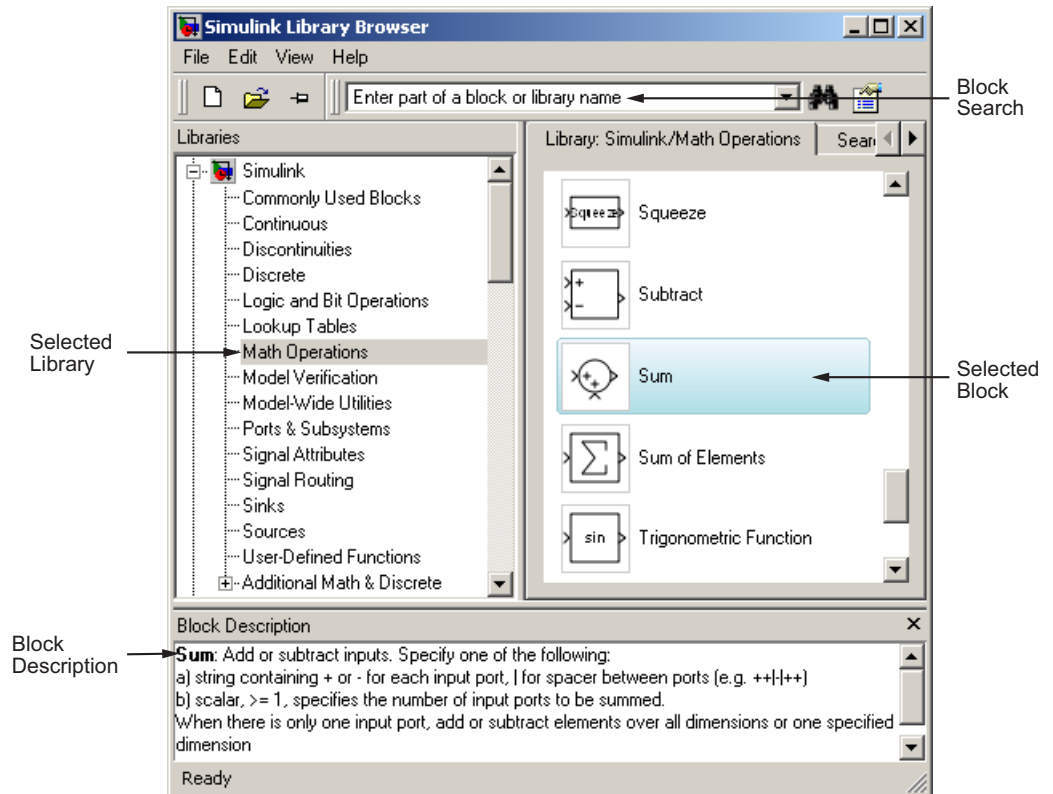 Simulink Library Browser
File Edit View Help
Enter part of a block or library name
Block
Search
Libraries
Library: Simulink/Math Operations
Sear
Simulink
Commonly Used Blocks
Continuous
Discontinuities
Discrete
Logic and Bit Operations
Lookup Tables
Math Operations
Model Verification
Model-Wide Utilities
Ports & Subsystems
Signal Attributes
Signal Routing
Sinks
Sources
User-Defined Functions
Additional Math & Discrete
Selected
Library
Squeeze
Squeeze
+
−
Subtract
+
+
Sum
Selected
Block
Σ
Sum of Elements
sin
Trigonometric Function
Block Description
Block
Description
Sum: Add or subtract inputs. Specify one of the following:
a) string containing + or - for each input port, | for spacer between ports (e.g. ++|-|++)
b) scalar, >= 1, specifies the number of input ports to be summed.
When there is only one input port, add or subtract elements over all dimensions or one specified
dimension
Ready